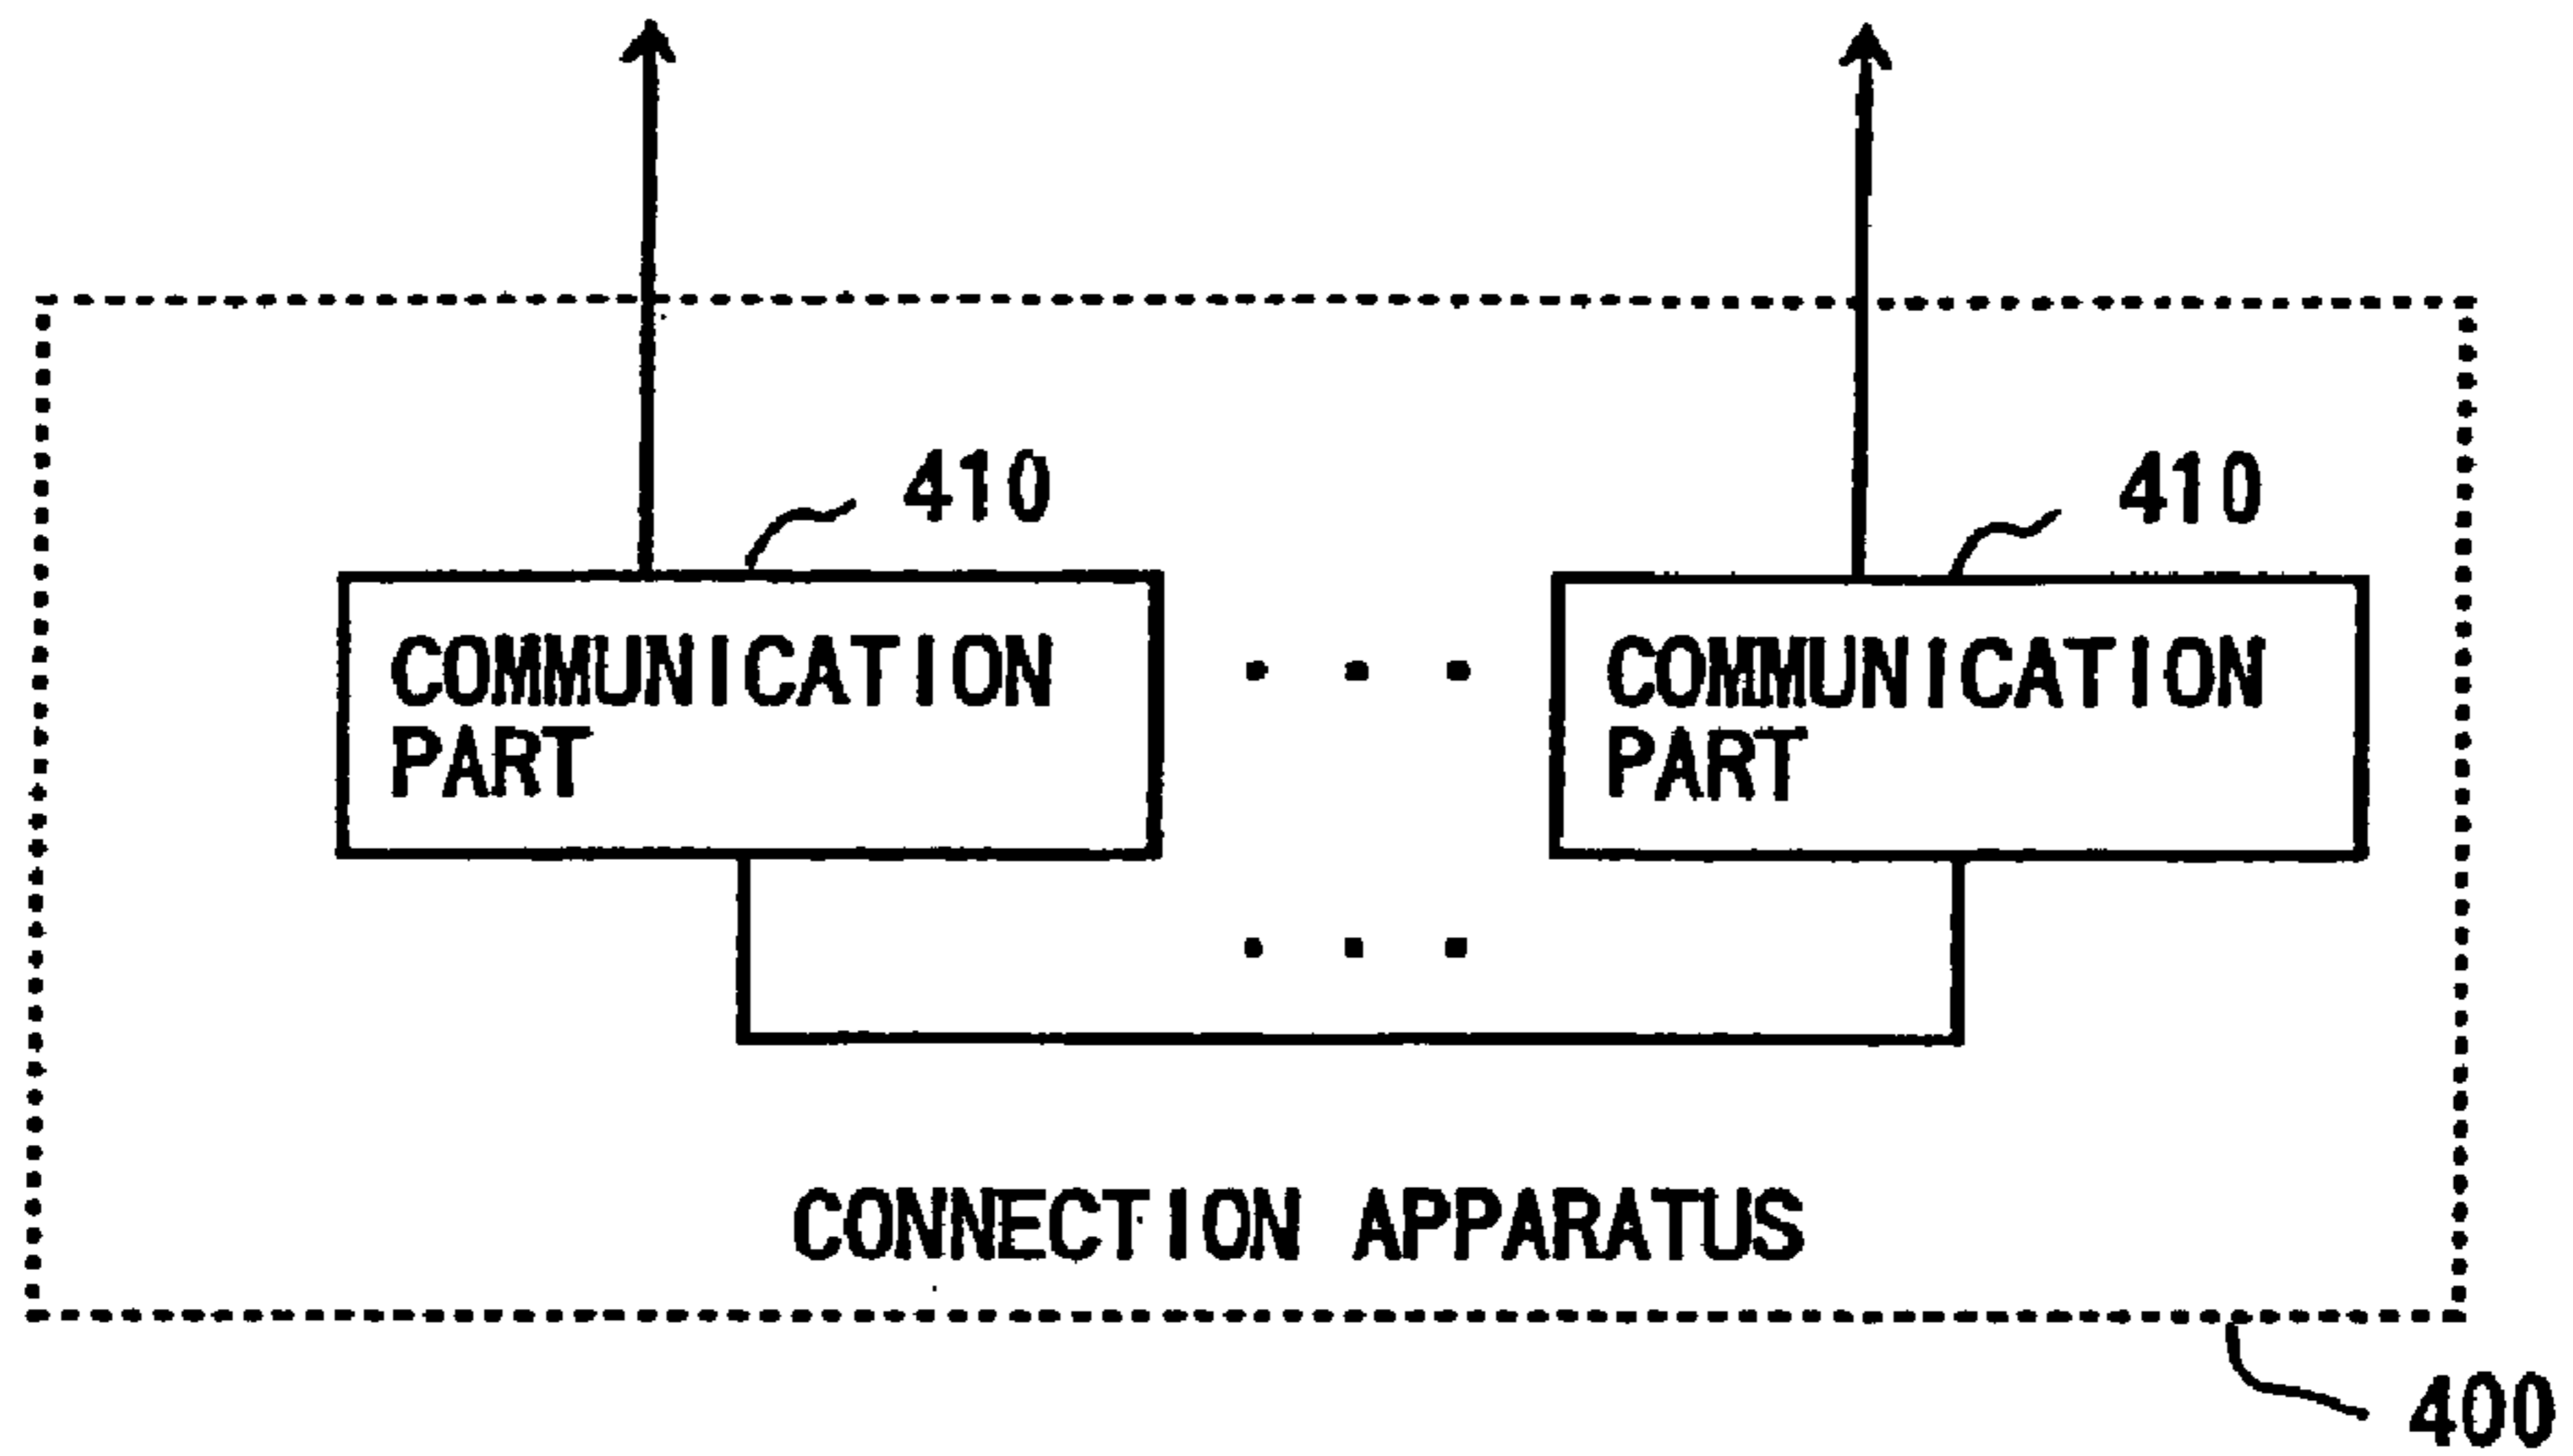 410
410
COMMUNICATION
PART
. . .
COMMUNICATION
PART
. . .
CONNECTION APPARATUS
400